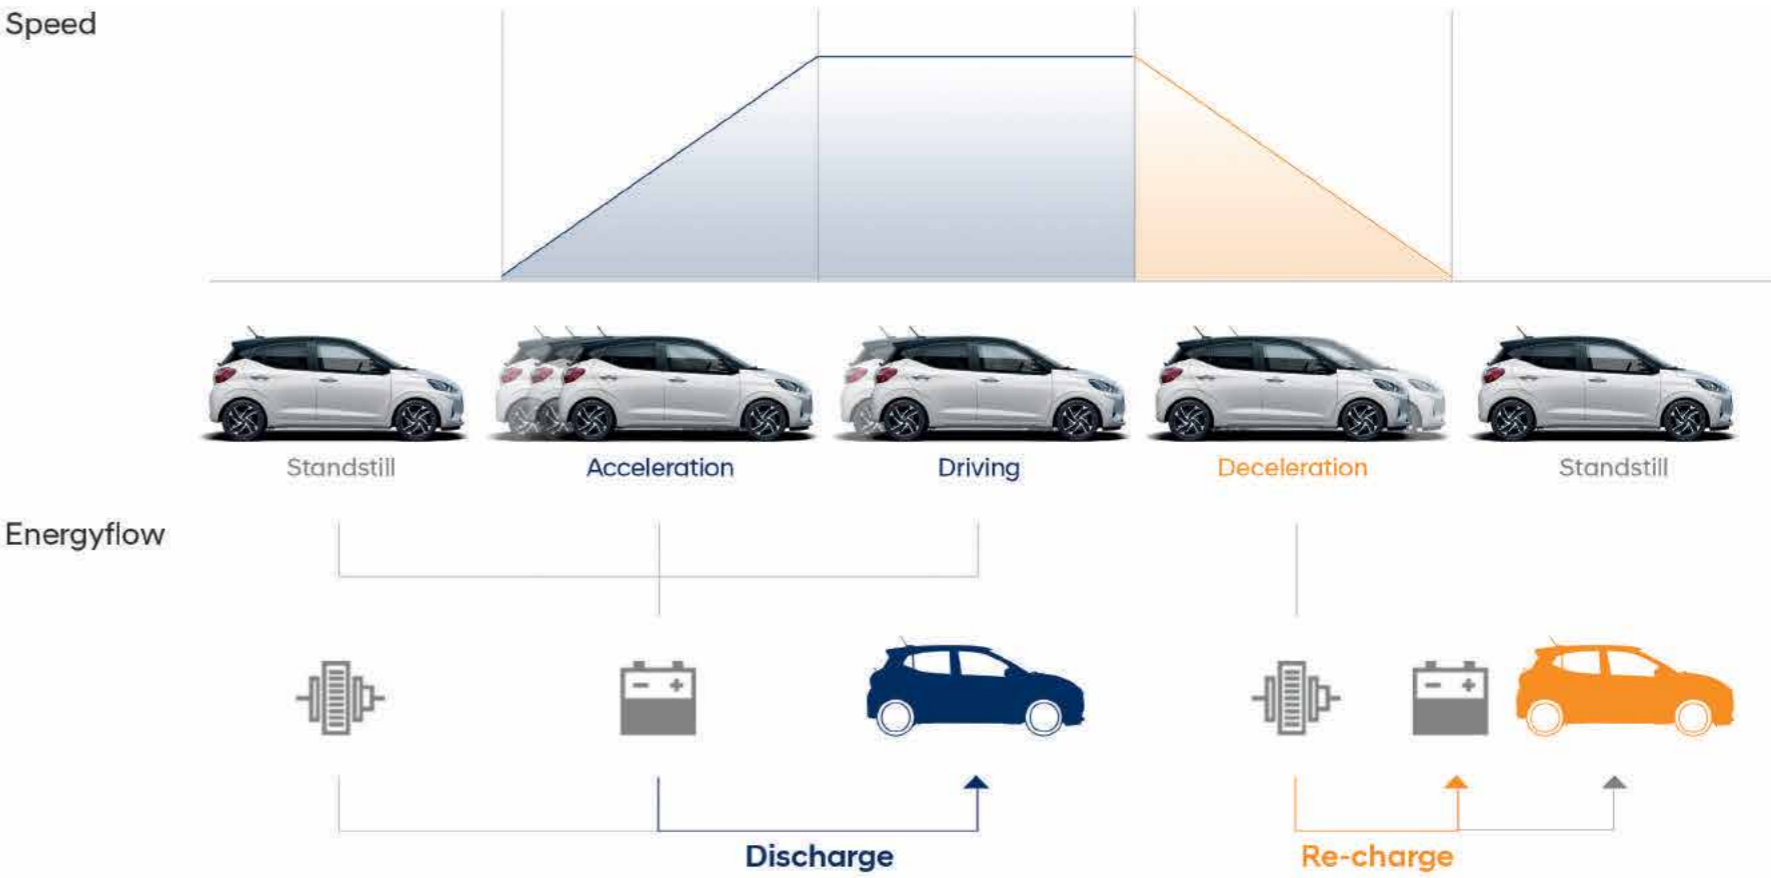 Speed
Standstill
Acceleration
Driving
Deceleration
Standstill
Energyflow
Discharge
Re-charge